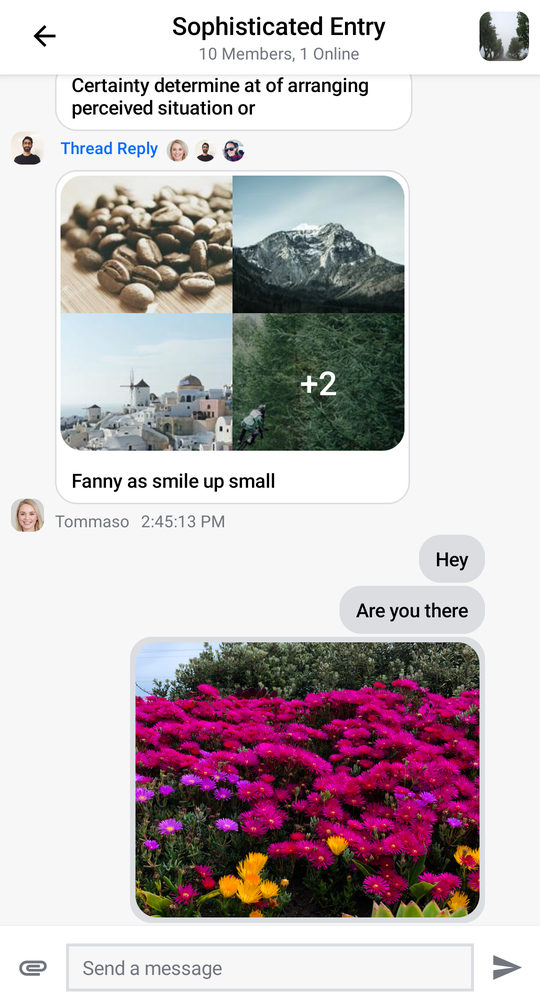 Sophisticated Entry
10 Members, 1 Online
Certainty determine at of arranging
perceived situation or
Thread Reply
+2
Fanny as smile up small
Tommaso 2:45:13 PM
Hey
Are you there
Send a message